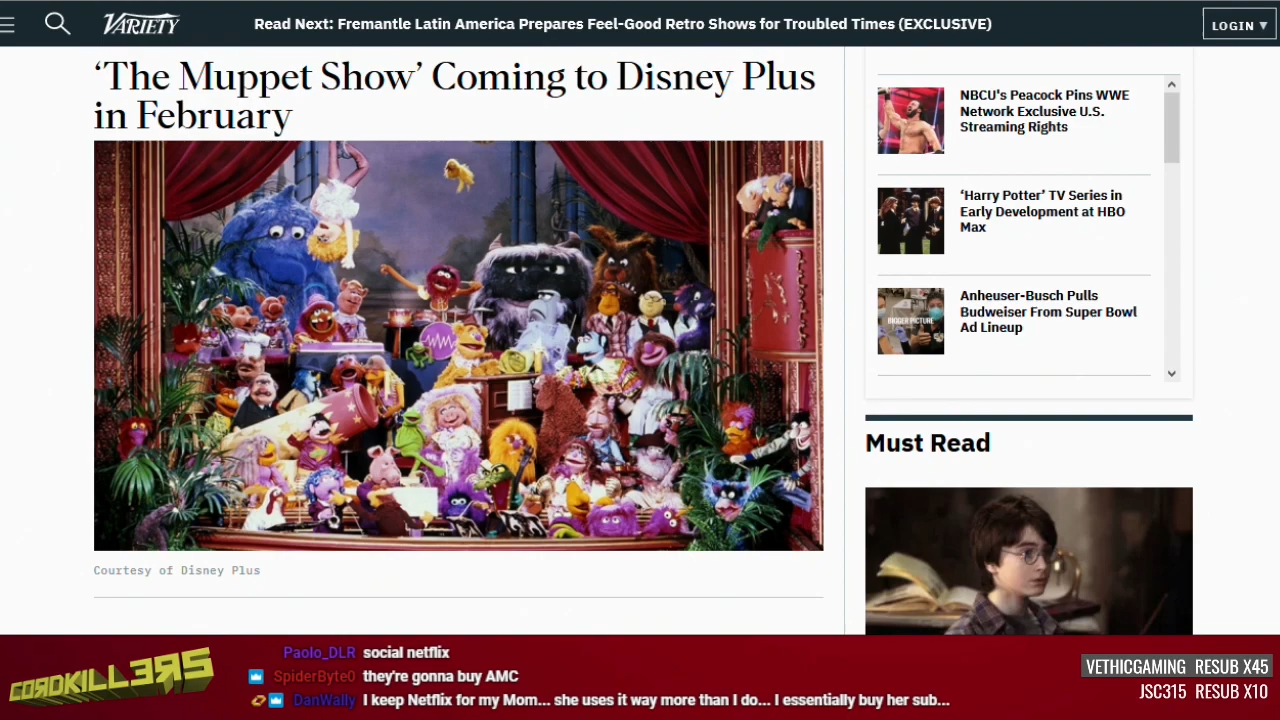 VARIETY
Read Next: Fremantle Latin America Prepares Feel-Good Retro Shows for Troubled Times (EXCLUSIVE)
LOGIN ▼
‘The Muppet Show’ Coming to Disney Plus
in February
Courtesy of Disney Plus
NBCU's Peacock Pins WWE
Network Exclusive U.S.
Streaming Rights
‘Harry Potter’ TV Series in
Early Development at HBO
Max
BIGGER PICTURE
Anheuser-Busch Pulls
Budweiser From Super Bowl
Ad Lineup
Must Read
CORDKILLERS
Paolo_DLR social netflix
SpiderByte0 they're gonna buy AMC
DanWally I keep Netflix for my Mom... she uses it way more than I do... I essentially buy her sub...
VETHICGAMING RESUB X45
JSC315 RESUB X10